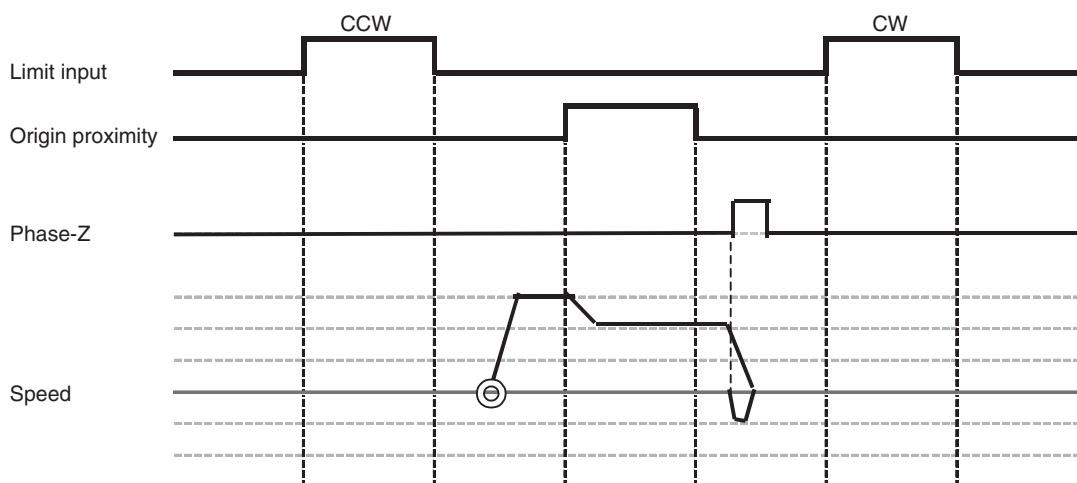 CCW
CW
Limit input
Origin proximity
Phase-Z
Speed